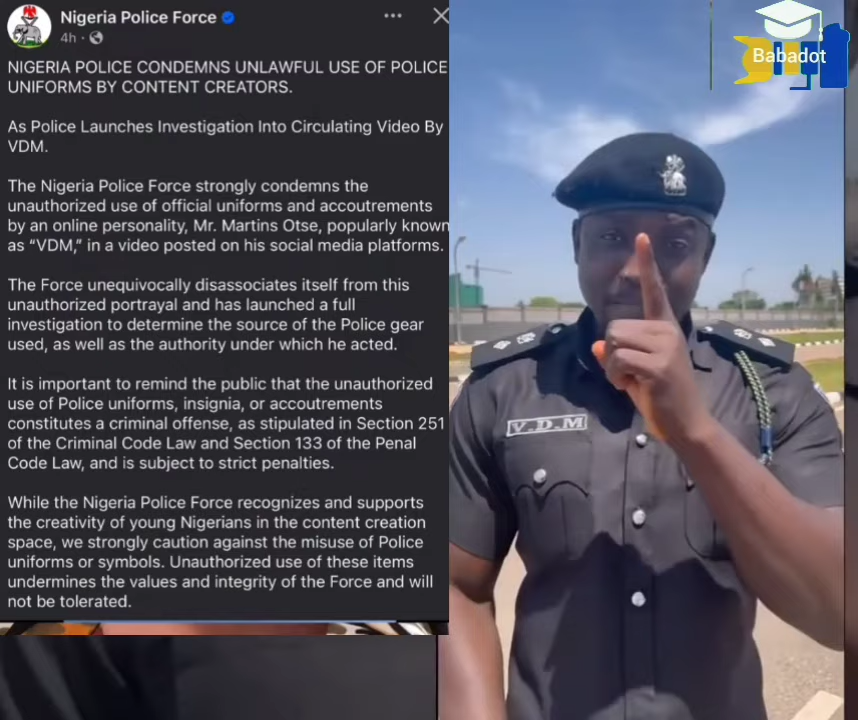 Nigeria Police Force
4h
NIGERIA POLICE CONDEMNS UNLAWFUL USE OF POLICE
UNIFORMS BY CONTENT CREATORS.
As Police Launches Investigation Into Circulating Video By
VDM.
The Nigeria Police Force strongly condemns the
unauthorized use of official uniforms and accoutrements
by an online personality, Mr. Martins Otse, popularly known
as “VDM,” in a video posted on his social media platforms.
The Force unequivocally disassociates itself from this
unauthorized portrayal and has launched a full
investigation to determine the source of the Police gear
used, as well as the authority under which he acted.
It is important to remind the public that the unauthorized
use of Police uniforms, insignia, or accoutrements
constitutes a criminal offense, as stipulated in Section 251
of the Criminal Code Law and Section 133 of the Penal
Code Law, and is subject to strict penalties.
While the Nigeria Police Force recognizes and supports
the creativity of young Nigerians in the content creation
space, we strongly caution against the misuse of Police
uniforms or symbols. Unauthorized use of these items
undermines the values and integrity of the Force and will
not be tolerated.
Babadot
V.D.M